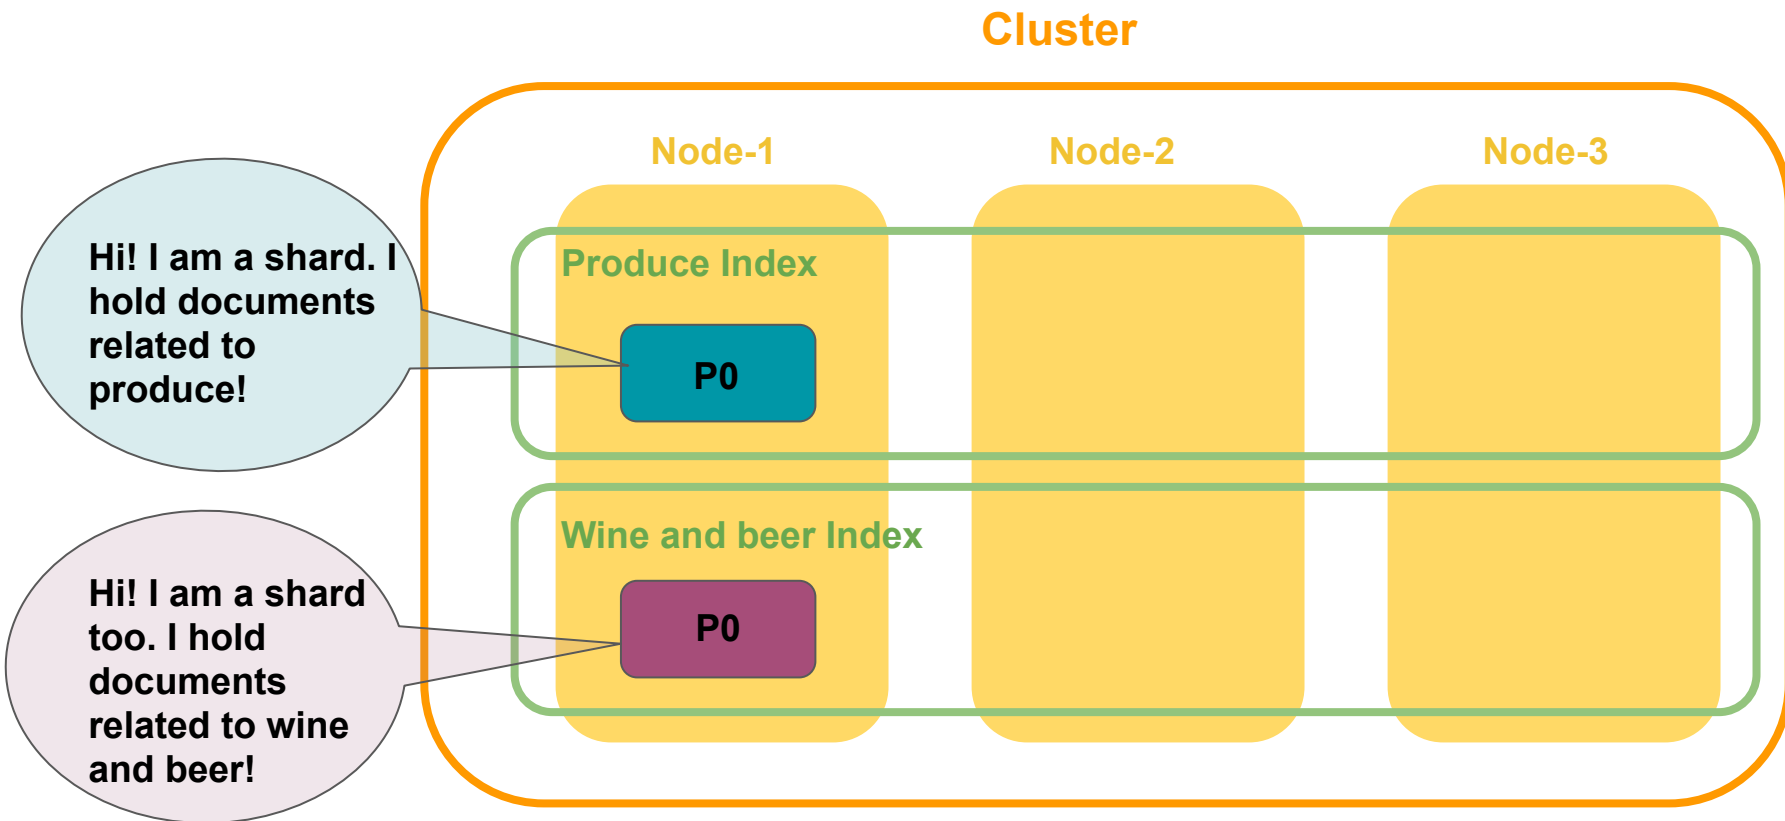 Cluster
Node-1
Node-2
Node-3
Hi! I am a shard. I
hold documents
related to
produce!
Produce Index
P0
Wine and beer Index
P0
Hi! I am a shard
too. I hold
documents
related to wine
and beer!